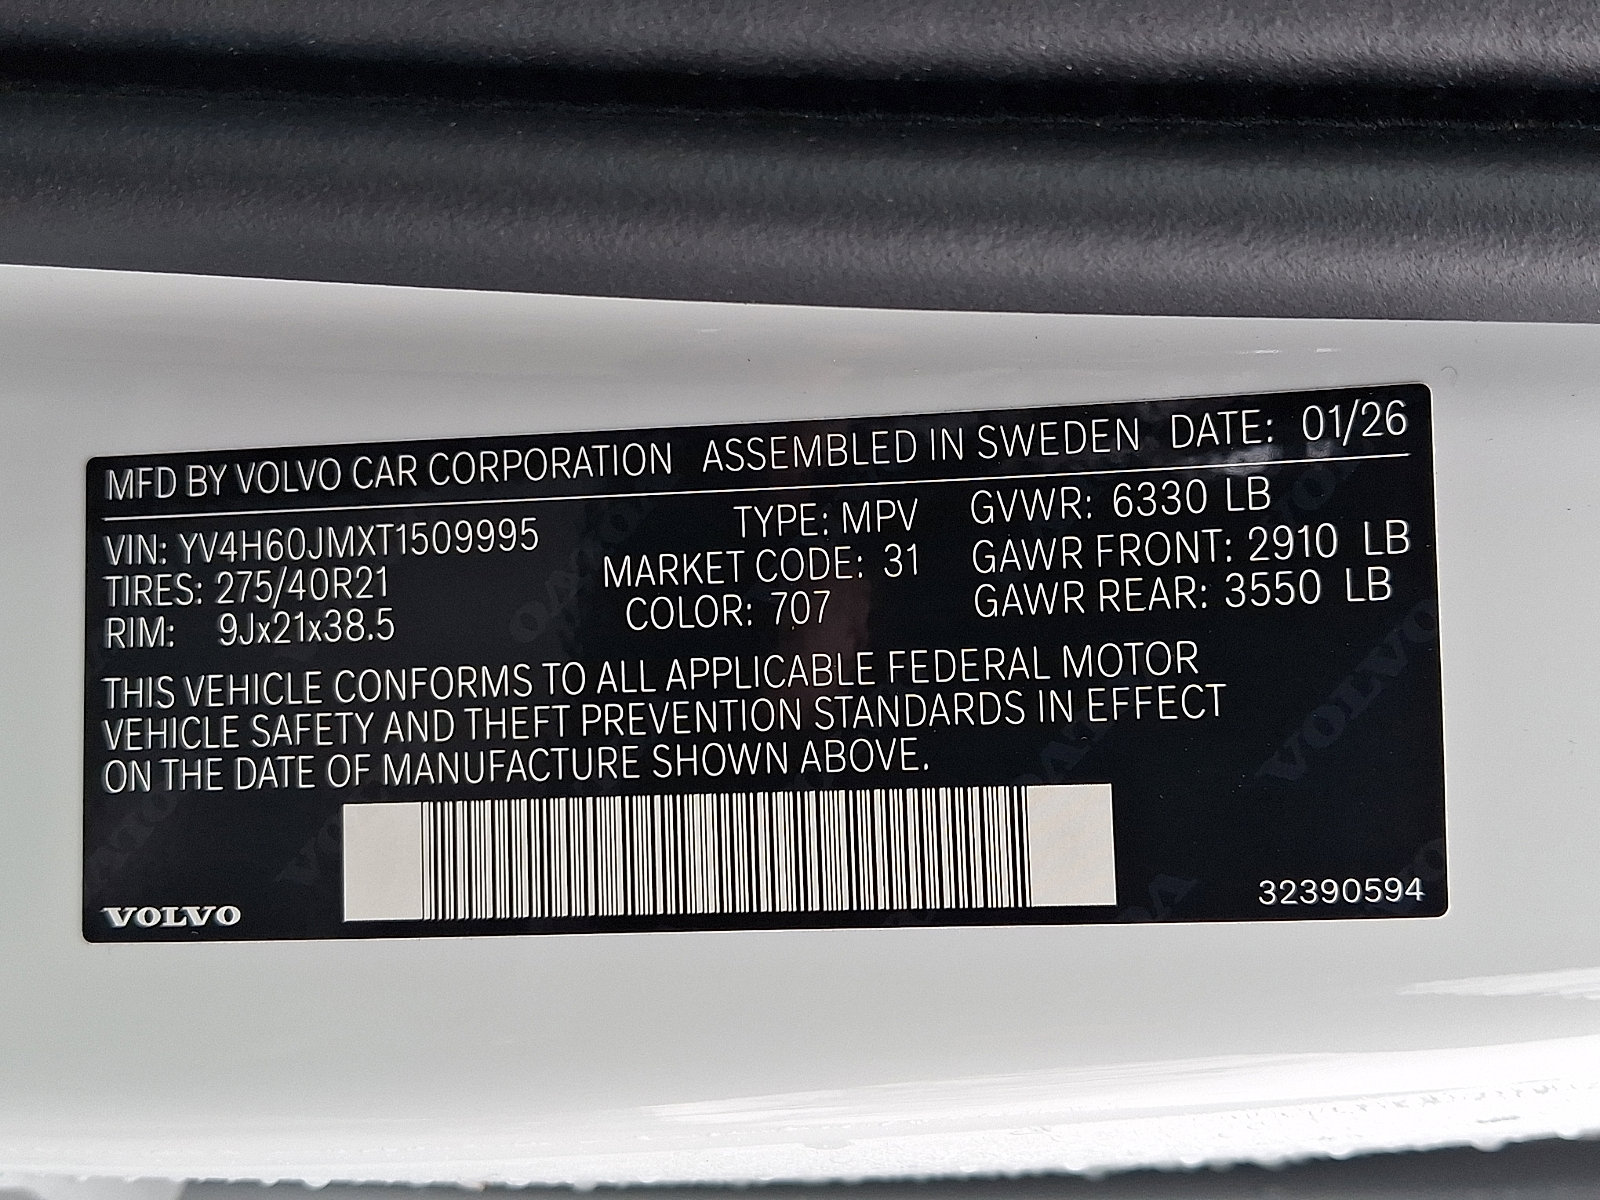 MFD BY VOLVO CAR CORPORATION ASSEMBLED IN SWEDEN DATE: 01/26
VIN: YV4H60JMXT1509995 TYPE: MPV GVWR: 6330 LB
TIRES: 275/40R21 MARKET CODE: 31 GAWR FRONT: 2910 LB
RIM: 9Jx21x38.5 COLOR: 707 GAWR REAR: 3550 LB
THIS VEHICLE CONFORMS TO ALL APPLICABLE FEDERAL MOTOR
VEHICLE SAFETY AND THEFT PREVENTION STANDARDS IN EFFECT
ON THE DATE OF MANUFACTURE SHOWN ABOVE.
VOLVO 32390594